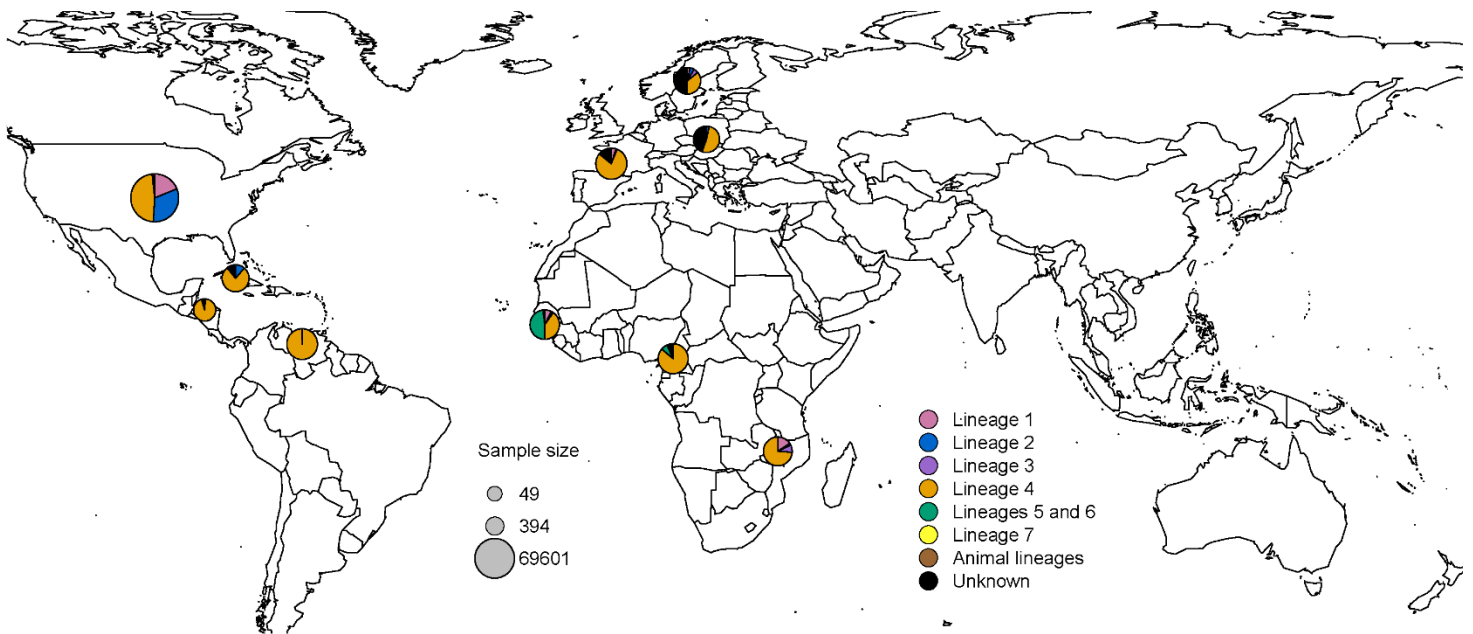 Sample size
49
394
69601
Lineage 1
Lineage 2
Lineage 3
Lineage 4
Lineages 5 and 6
Lineage 7
Animal lineages
Unknown